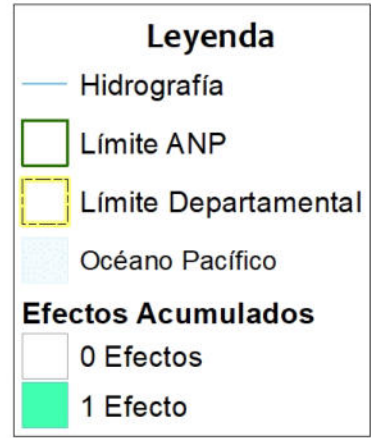 Leyenda
Hidrografía
Límite ANP
Límite Departamental
Océano Pacífico
Efectos Acumulados
0 Efectos
1 Efecto